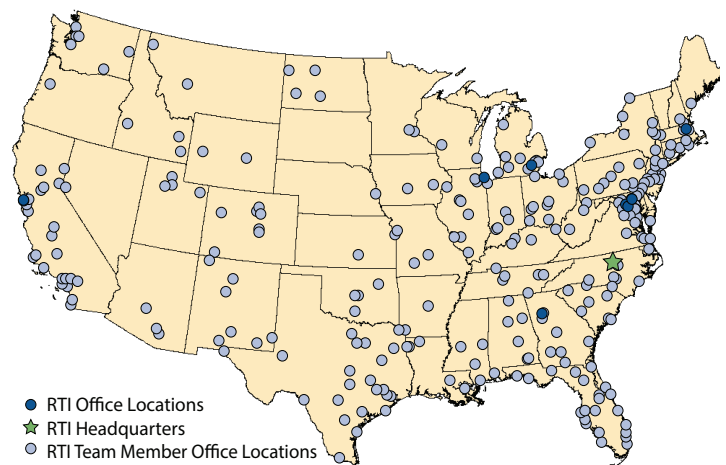 RTI Office Locations
RTI Headquarters
RTI Team Member Office Locations